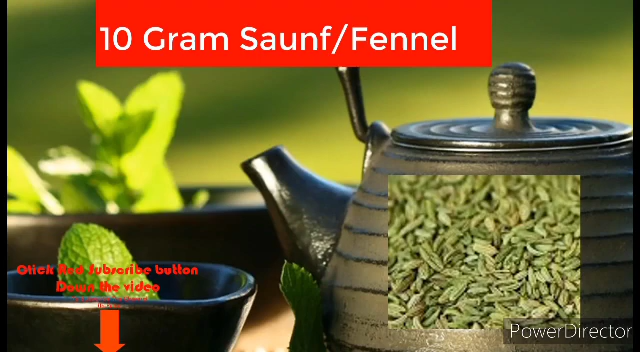 10 Gram Saunf/Fennel
Click Red Subscribe button
Down the video
PowerDirector